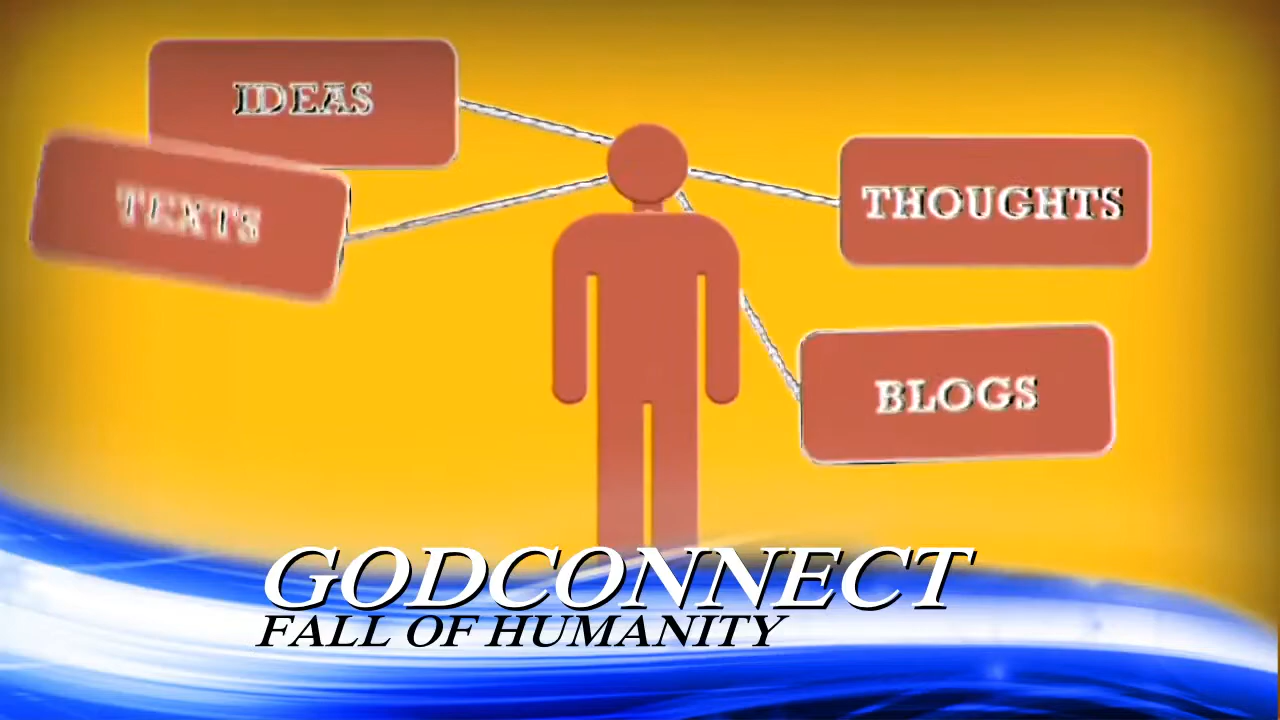 IDEAS
TEXTS
THOUGHTS
BLOGS
GODCONNECT
FALL OF HUMANITY